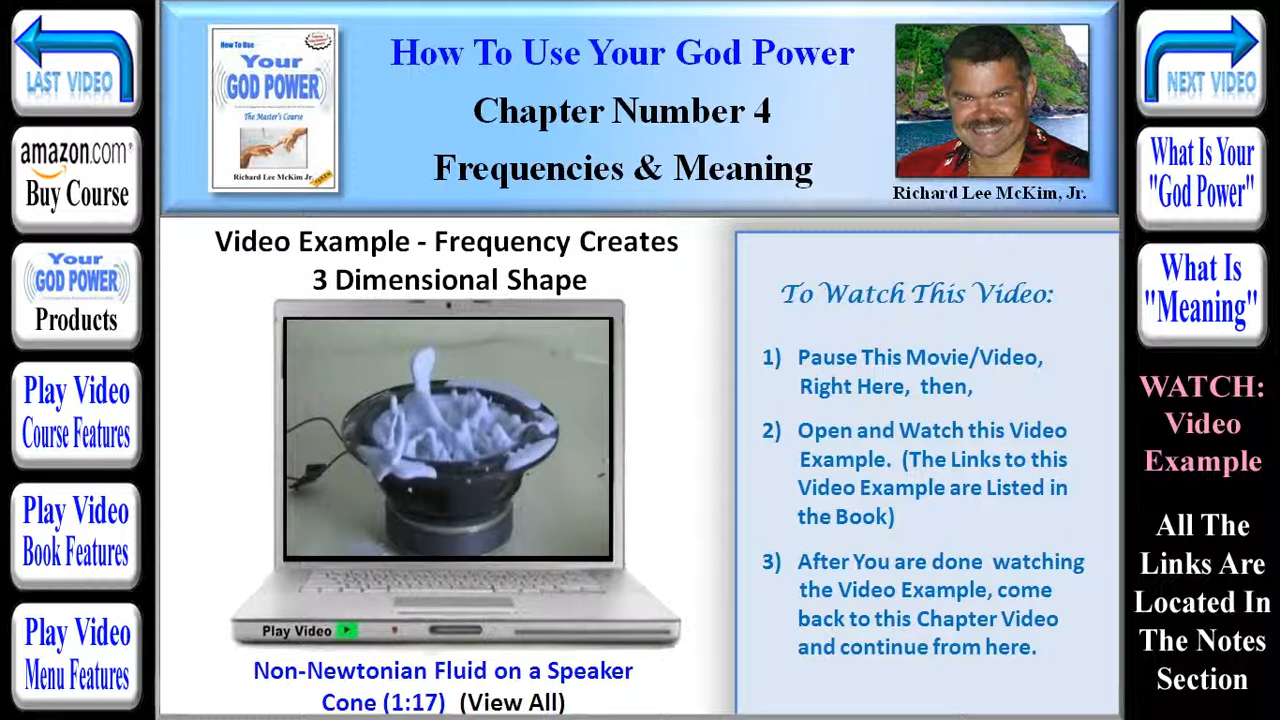 LAST VIDEO
amazon.com
Buy Course
Your
GOD POWER
Products
Play Video
Course Features
Play Video
Book Features
Play Video
Menu Features
How To Use
Your
GOD POWER
The Master's Course
Richard Lee McKim Jr.
How To Use Your God Power
Chapter Number 4
Frequencies & Meaning
Richard Lee McKim, Jr.
Video Example - Frequency Creates
3 Dimensional Shape
Play Video
Non-Newtonian Fluid on a Speaker
Cone (1:17) (View All)
To Watch This Video:
1) Pause This Movie/Video,
Right Here, then,
2) Open and Watch this Video
Example. (The Links to this
Video Example are Listed in
the Book)
3) After You are done watching
the Video Example, come
back to this Chapter Video
and continue from here.
NEXT VIDEO
What Is Your
"God Power"
What Is
"Meaning"
WATCH:
Video
Example
All The
Links Are
Located In
The Notes
Section